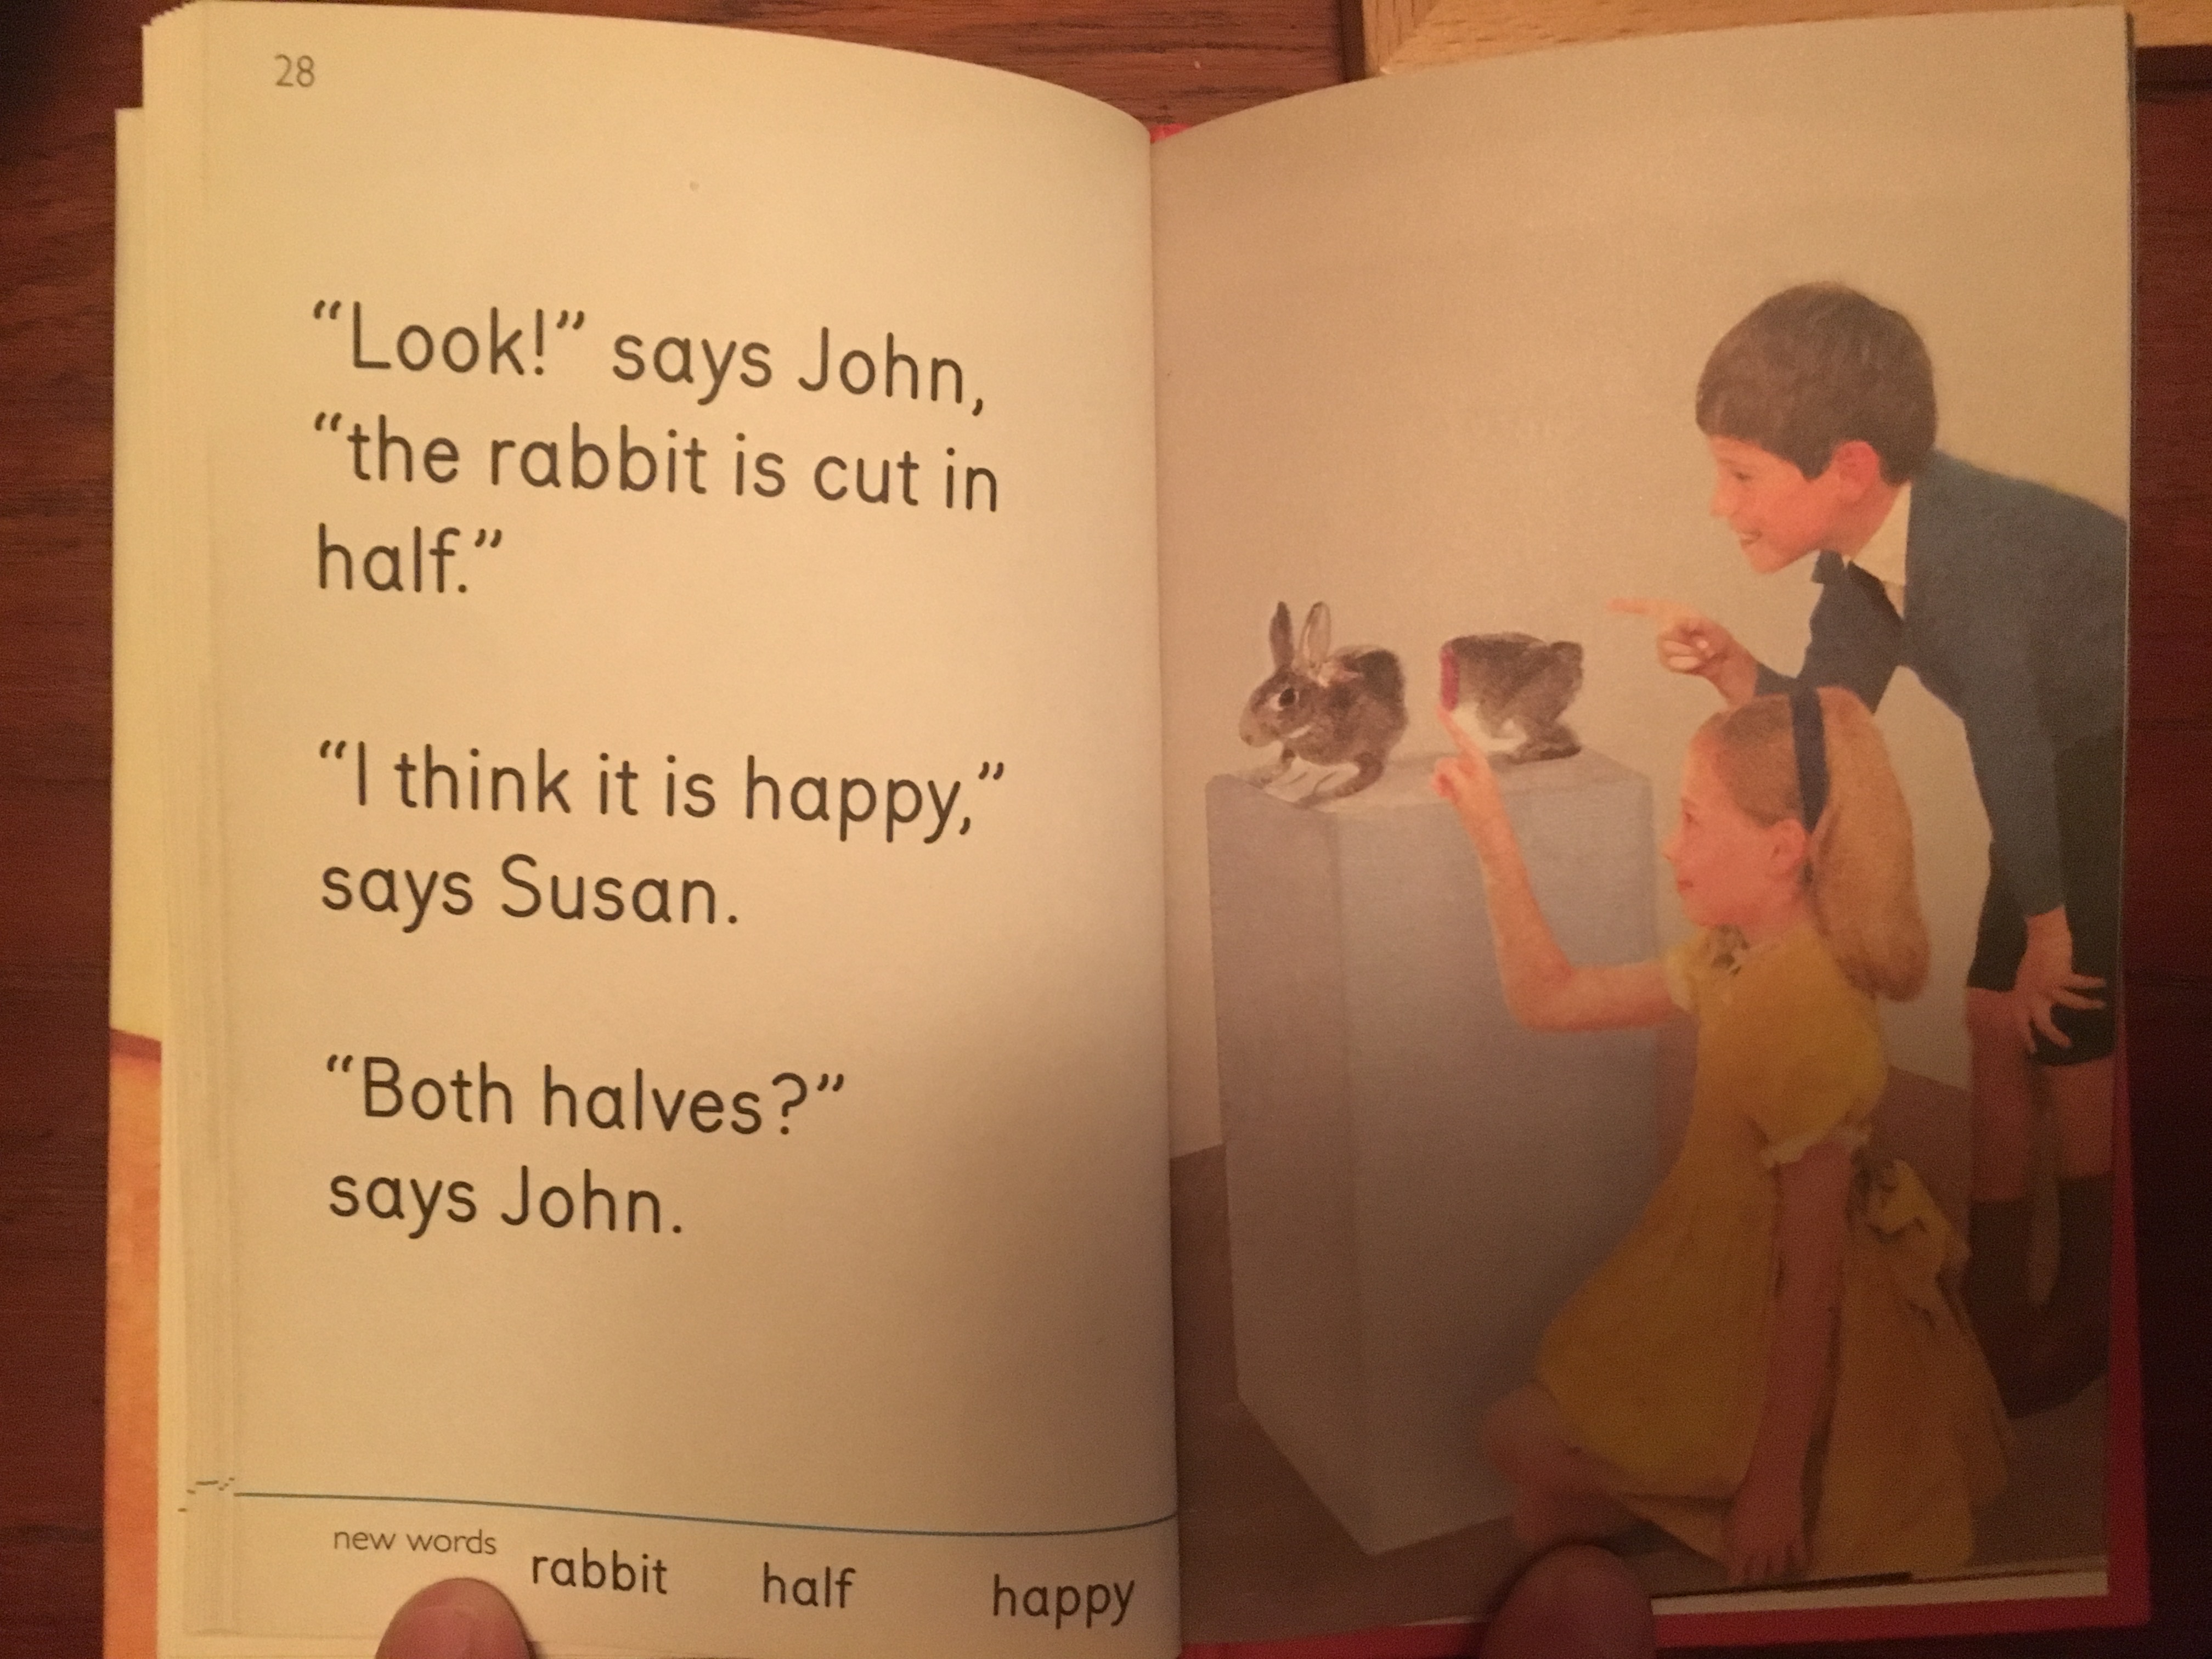 28
“Look!” says John,
“the rabbit is cut in
half.”
“I think it is happy,”
says Susan.
“Both halves?”
says John.
new words rabbit half happy